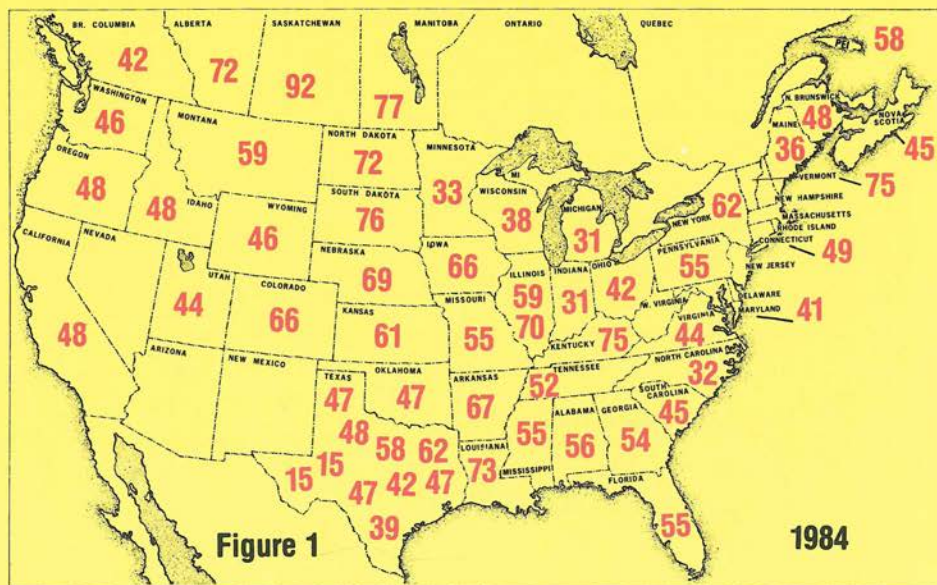 BR. COLUMBIA
ALBERTA
SASKATCHEWAN
MANITOBA
ONTARIO
QUEBEC
PEI
58
42
72
92
77
WASHINGTON
46
MONTANA
59
NORTH DAKOTA
72
MINNESOTA
33
N. BRUNSWICK
48
NOVA
SCOTIA
45
MAINE
36
OREGON
48
48
IDAHO
WYOMING
46
SOUTH DAKOTA
76
MI
WISCONSIN
38
MICHIGAN
31
NEW YORK
62
VERMONT
75
NEW HAMPSHIRE
MASSACHUSETTS
RHODE ISLAND
CONNECTICUT
49
CALIFORNIA
48
NEVADA
UTAH
44
COLORADO
66
NEBRASKA
69
KANSAS
61
IOWA
66
MISSOURI
55
ILLINOIS
59
70
INDIANA
31
OHIO
42
PENNSYLVANIA
55
NEW JERSEY
DELAWARE
MARYLAND
41
W. VIRGINIA
VIRGINIA
44
KENTUCKY
75
ARIZONA
NEW MEXICO
TEXAS
47
48
58
62
15
15
47
42
47
39
OKLAHOMA
47
ARKANSAS
67
TENNESSEE
52
NORTH CAROLINA
32
SOUTH
CAROLINA
45
LOUISIANA
73
55
MISSISSIPPI
ALABAMA
56
GEORGIA
54
FLORIDA
55
Figure 1
1984